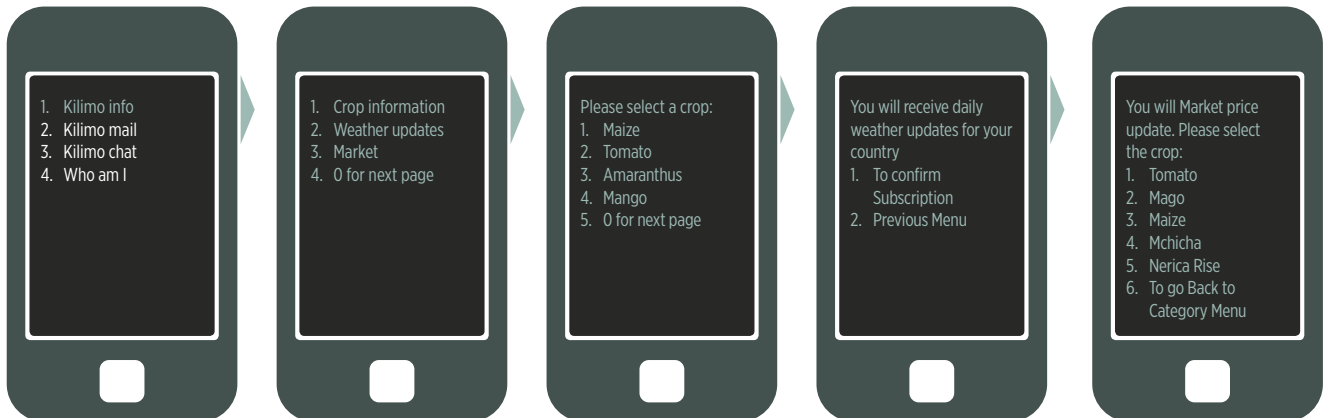 1. Kilimo info
2. Kilimo mail
3. Kilimo chat
4. Who am I
1. Crop information
2. Weather updates
3. Market
4. 0 for next page
Please select a crop:
1. Maize
2. Tomato
3. Amaranthus
4. Mango
5. 0 for next page
You will receive daily
weather updates for your
country
1. To confirm
Subscription
2. Previous Menu
You will Market price
update. Please select
the crop:
1. Tomato
2. Mago
3. Maize
4. Mchicha
5. Nerica Rise
6. To go Back to
Category Menu